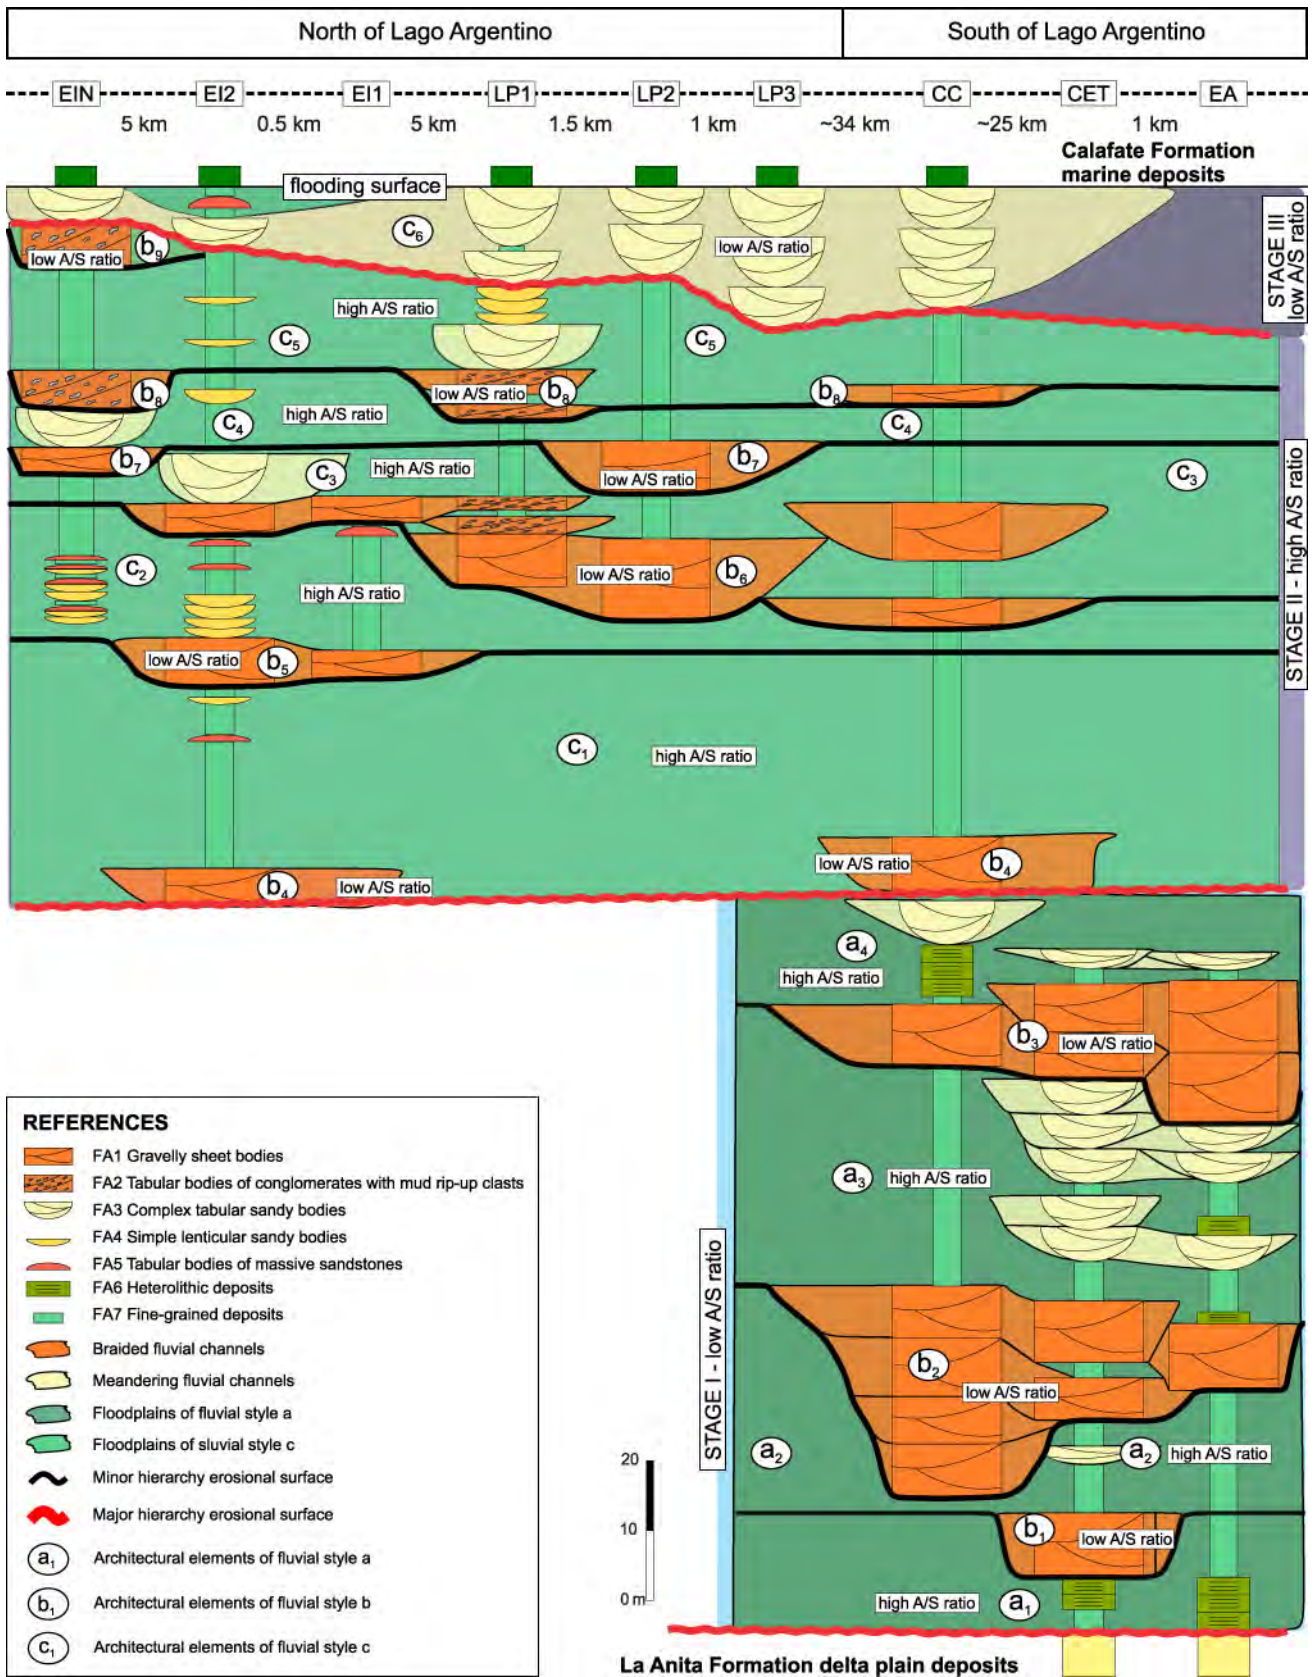 North of Lago Argentino
South of Lago Argentino
EIN
EI2
EI1
LP1
LP2
LP3
CC
CET
EA
5 km
0.5 km
5 km
1.5 km
1 km
~34 km
~25 km
1 km
Calafate Formation
marine deposits
flooding surface
c6
b9
low A/S ratio
low A/S ratio
STAGE III
low A/S ratio
high A/S ratio
c5
c5
b8
low A/S ratio
b8
b8
c4
high A/S ratio
c4
b7
c3
high A/S ratio
b7
low A/S ratio
c3
c2
high A/S ratio
low A/S ratio
b6
STAGE II - high A/S ratio
low A/S ratio
b5
c1
high A/S ratio
b4
low A/S ratio
low A/S ratio
b4
a4
high A/S ratio
b3
low A/S ratio
a3
high A/S ratio
STAGE I - low A/S ratio
b2
low A/S ratio
a2
a2
high A/S ratio
b1
low A/S ratio
high A/S ratio
a1
20
10
0 m
La Anita Formation delta plain deposits
REFERENCES
FA1 Gravelly sheet bodies
FA2 Tabular bodies of conglomerates with mud rip-up clasts
FA3 Complex tabular sandy bodies
FA4 Simple lenticular sandy bodies
FA5 Tabular bodies of massive sandstones
FA6 Heterolithic deposits
FA7 Fine-grained deposits
Braided fluvial channels
Meandering fluvial channels
Floodplains of fluvial style a
Floodplains of sluvial style c
Minor hierarchy erosional surface
Major hierarchy erosional surface
a1 Architectural elements of fluvial style a
b1 Architectural elements of fluvial style b
c1 Architectural elements of fluvial style c